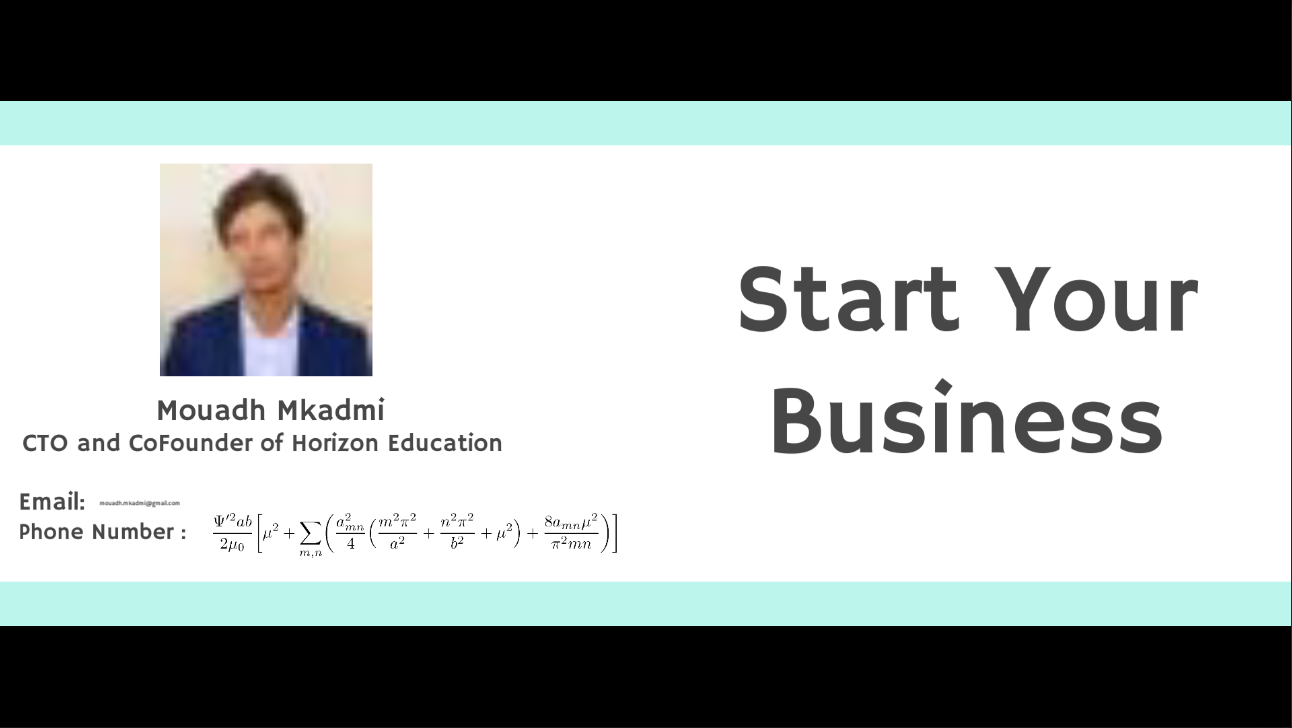 Mouadh Mkadmi
CTO and CoFounder of Horizon Education
Email: mouadh.mkadmi@gmail.com
Phone Number : \frac{\Psi'^2 ab}{2\mu_0}\left[\mu^2 + \sum_{m,n}\left(\frac{a_{mn}^2}{4}\left(\frac{m^2\pi^2}{a^2} + \frac{n^2\pi^2}{b^2} + \mu^2\right) + \frac{8a_{mn}\mu^2}{\pi^2 mn}\right)\right]
Start Your
Business